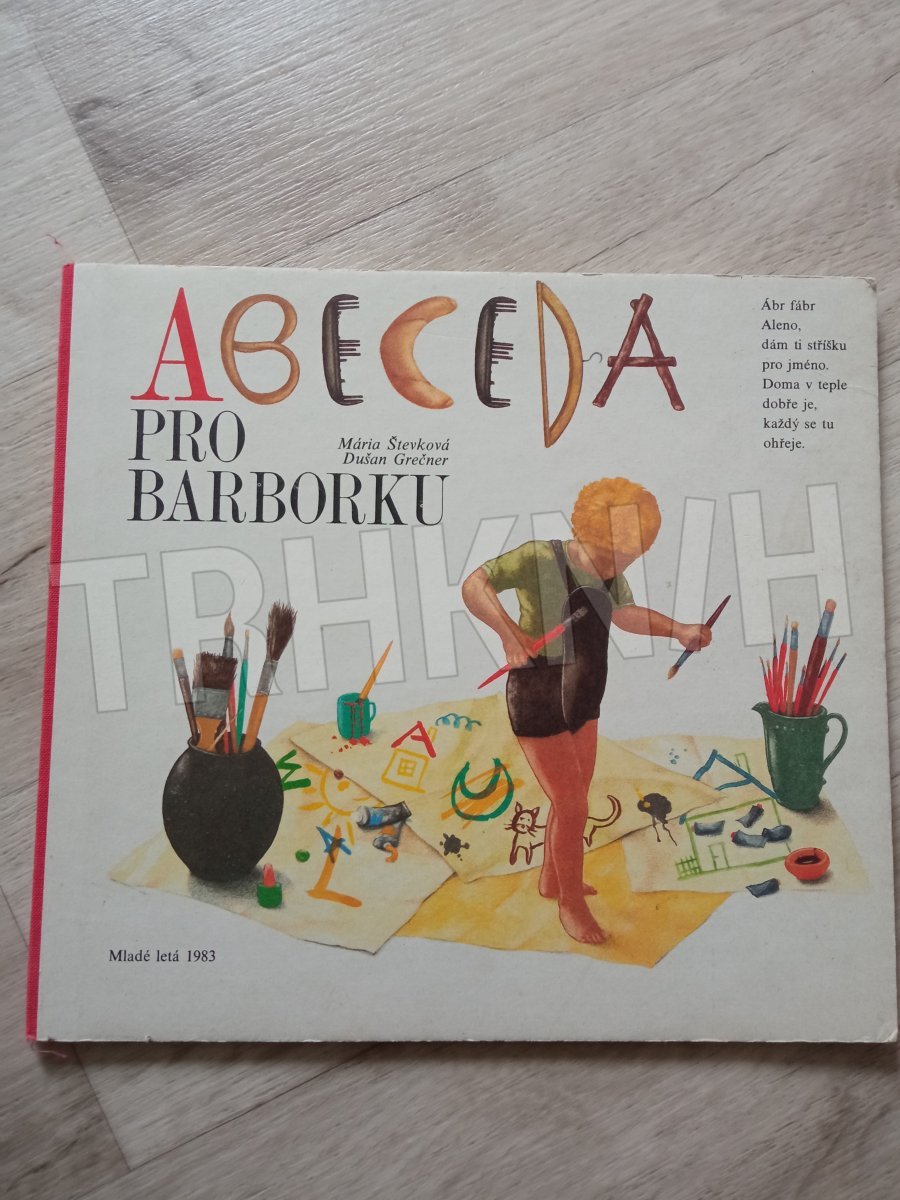 ABECEDA
PRO
BARBORKU
Mária Števková
Dušan Grečner
Ábr fábr
Aleno,
dám ti stříšku
pro jméno.
Doma v teple
dobře je,
každý se tu
ohřeje.
TRHKNIH
Mladé letá 1983